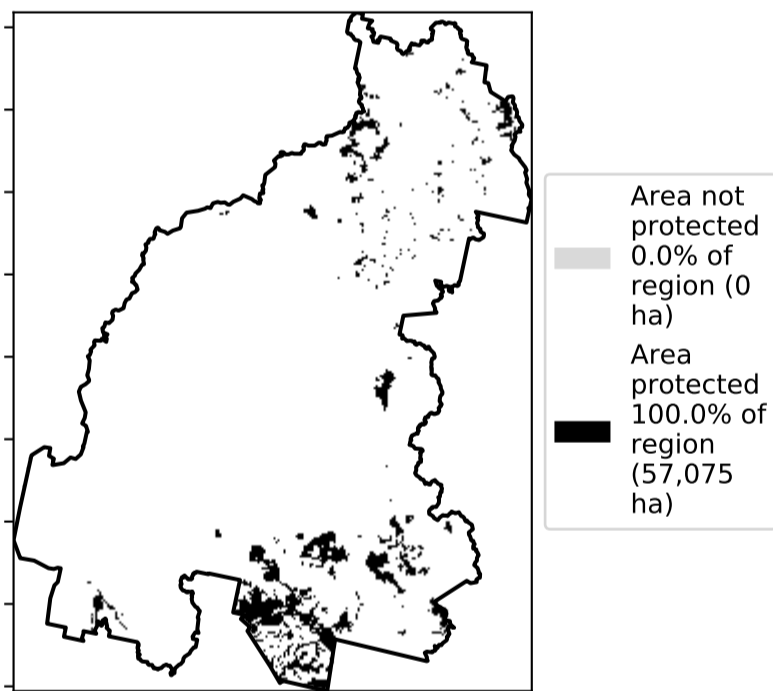 Area not
protected
0.0% of
region (0
ha)
Area
protected
100.0% of
region
(57,075
ha)